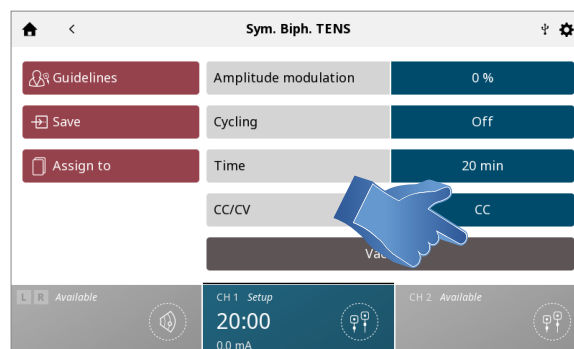 Sym. Biph. TENS
Guidelines
Amplitude modulation
0 %
Save
Cycling
Off
Assign to
Time
20 min
CC/CV
CC
L R Available
CH 1 Setup
20:00
0.0 mA
CH 2 Available